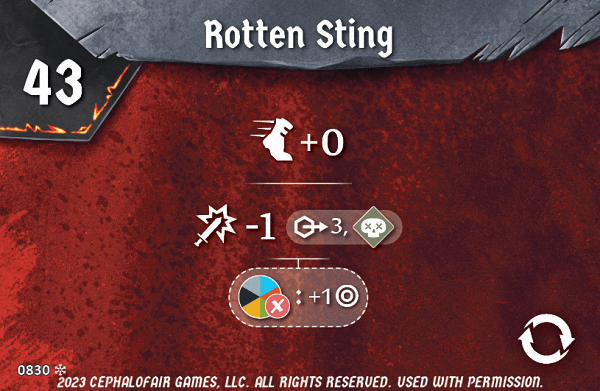 Rotten Sting
43
+0
-1 3,
: +1
0830
2023 CEPHALOFAIR GAMES, LLC. ALL RIGHTS RESERVED. USED WITH PERMISSION.